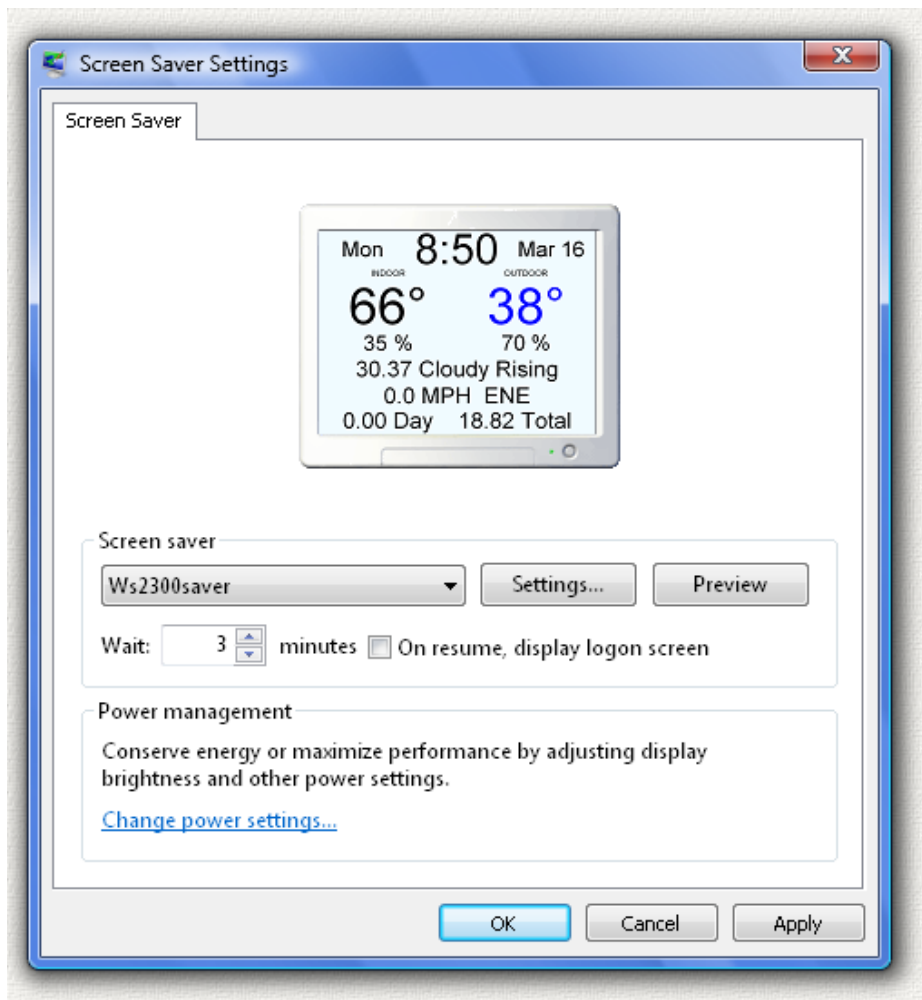 Screen Saver Settings
X
Screen Saver
Mon 8:50 Mar 16
INDOOR OUTDOOR
66° 38°
35 % 70 %
30.37 Cloudy Rising
0.0 MPH ENE
0.00 Day 18.82 Total
Screen saver
Ws2300saver Settings... Preview
Wait: 3 minutes On resume, display logon screen
Power management
Conserve energy or maximize performance by adjusting display
brightness and other power settings.
Change power settings...
OK Cancel Apply